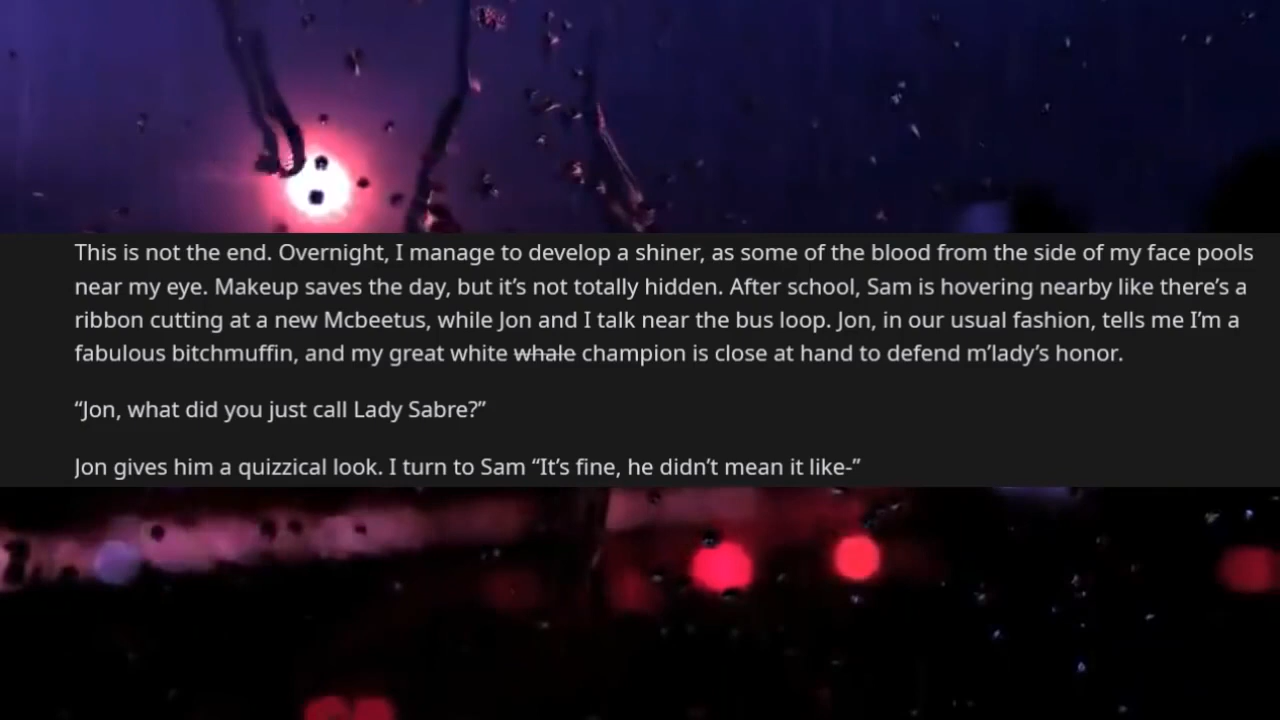 This is not the end. Overnight, I manage to develop a shiner, as some of the blood from the side of my face pools
near my eye. Makeup saves the day, but it’s not totally hidden. After school, Sam is hovering nearby like there’s a
ribbon cutting at a new Mcbeetus, while Jon and I talk near the bus loop. Jon, in our usual fashion, tells me I’m a
fabulous bitchmuffin, and my great white whale champion is close at hand to defend m’lady’s honor.
“Jon, what did you just call Lady Sabre?”
Jon gives him a quizzical look. I turn to Sam “It’s fine, he didn’t mean it like-”